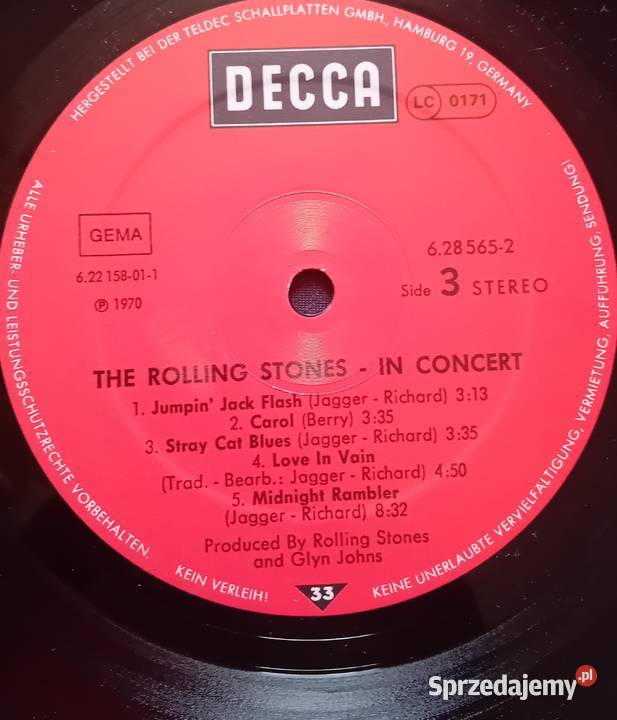 HERGESTELLT BEI DER TELDEC SCHALLPLATTEN GMBH., HAMBURG 19, GERMANY
DECCA
LC 0171
GEMA
6.22 158-01-1
Ⓟ 1970
6.28 565-2
Side 3 STEREO
THE ROLLING STONES - IN CONCERT
1. Jumpin' Jack Flash (Jagger - Richard) 3:13
2. Carol (Berry) 3:35
3. Stray Cat Blues (Jagger - Richard) 3:35
4. Love In Vain
(Trad. - Bearb.: Jagger - Richard) 4:50
5. Midnight Rambler
(Jagger - Richard) 8:32
Produced By Rolling Stones
and Glyn Johns
33
ALLE URHEBER- UND LEISTUNGSSCHUTZRECHTE VORBEHALTEN.
KEIN VERLEIH!
KEINE UNERLAUBTE VERVIELFÄLTIGUNG, VERMIETUNG, AUFFÜHRUNG, SENDUNG!
Sprzedajemy.pl